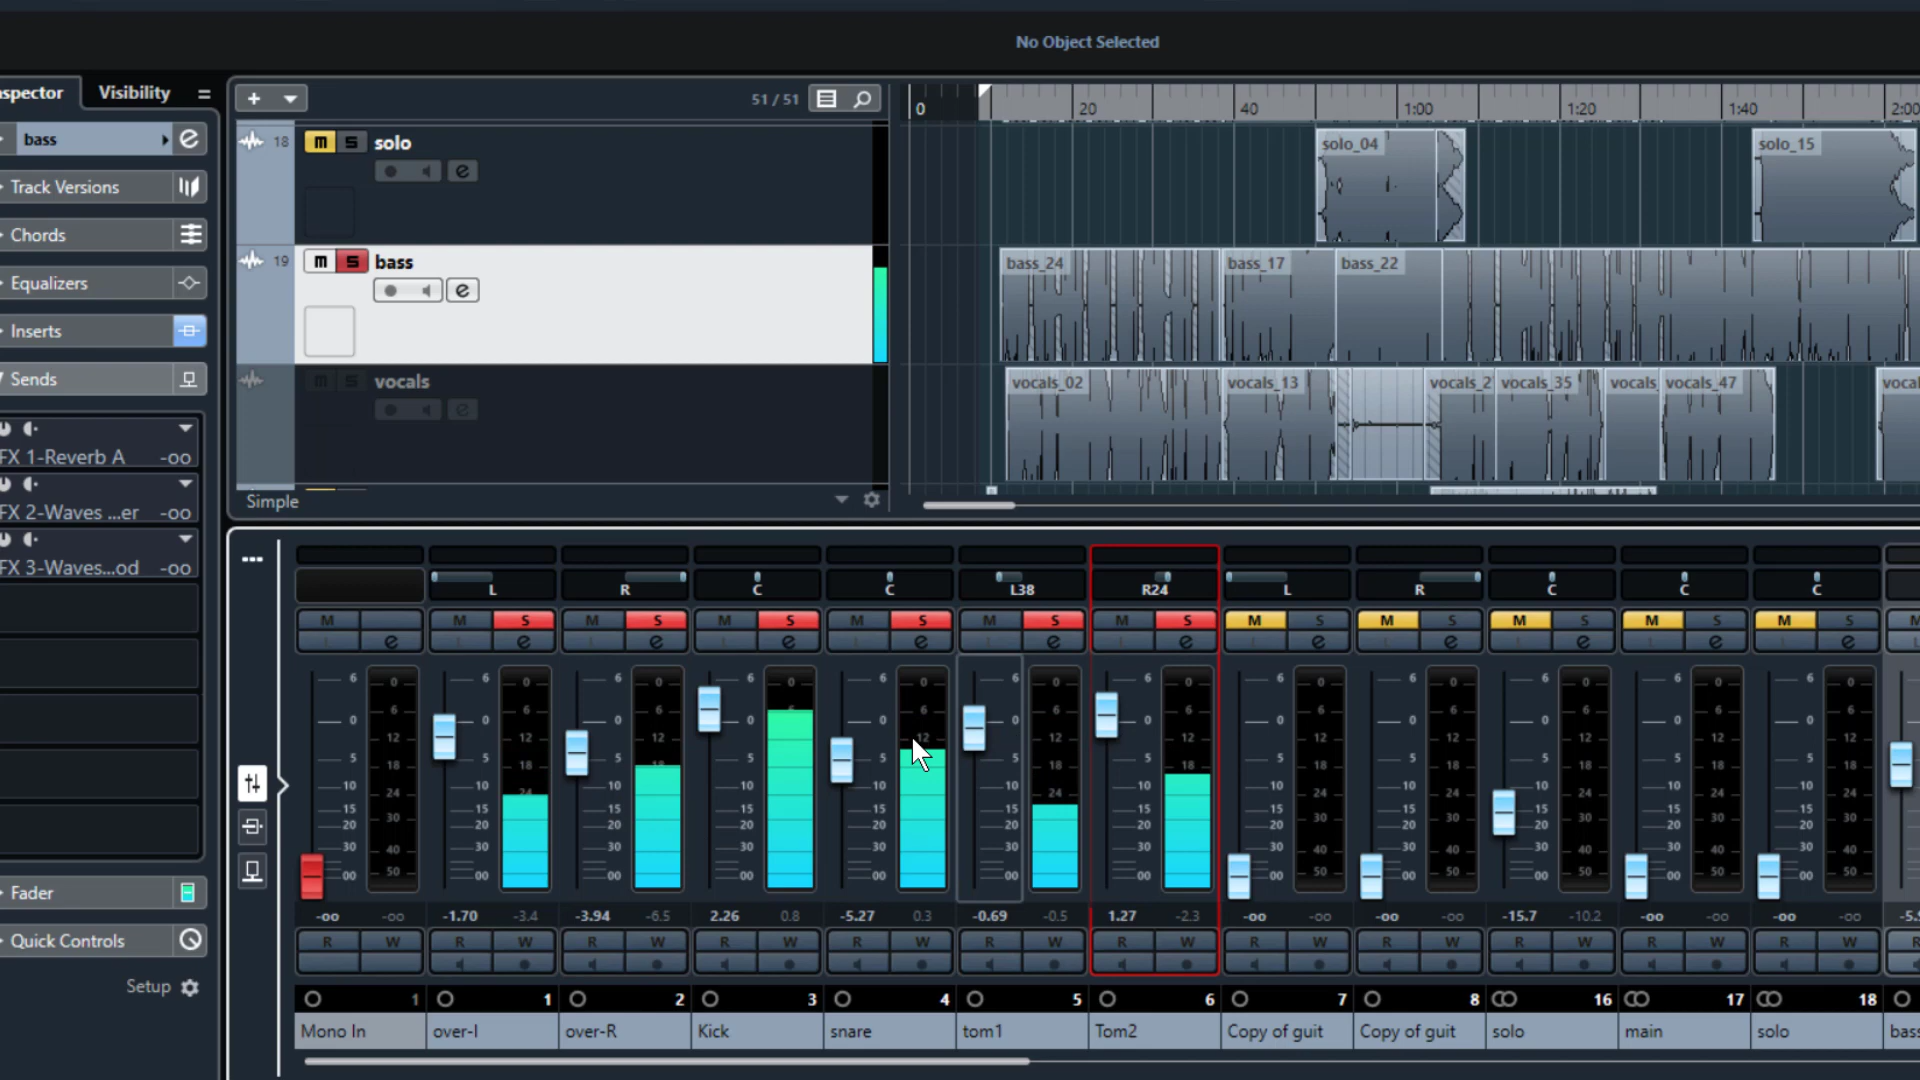 No Object Selected
nspector Visibility
bass
Track Versions
Chords
Equalizers
Inserts
Sends
FX 1-Reverb A -oo
FX 2-Waves ...er -oo
FX 3-Waves...od -oo
Fader
Quick Controls
Setup
51 / 51
18 m S solo
19 m S bass
m S vocals
Simple
0 20 40 1:00 1:20 1:40 2:00
solo_04 solo_15
bass_24 bass_17 bass_22
vocals_02 vocals_13 vocals_2 vocals_35 vocals_ vocals_47 vocal
L R C C L38 R24 L R C C C
M M S M S M S M S M S M S M S M S M S M S M S M
-oo -oo -1.70 -3.4 -3.94 -6.5 2.26 0.8 -5.27 0.3 -0.69 -0.5 1.27 -2.3 -oo -oo -oo -oo -15.7 -10.2 -oo -oo -oo -oo -5.9
R W R W R W R W R W R W R W R W R W R W R W R W R
1 1 2 3 4 5 6 7 8 16 17 18
Mono In over-l over-R Kick snare tom1 Tom2 Copy of guit Copy of guit solo main solo bass